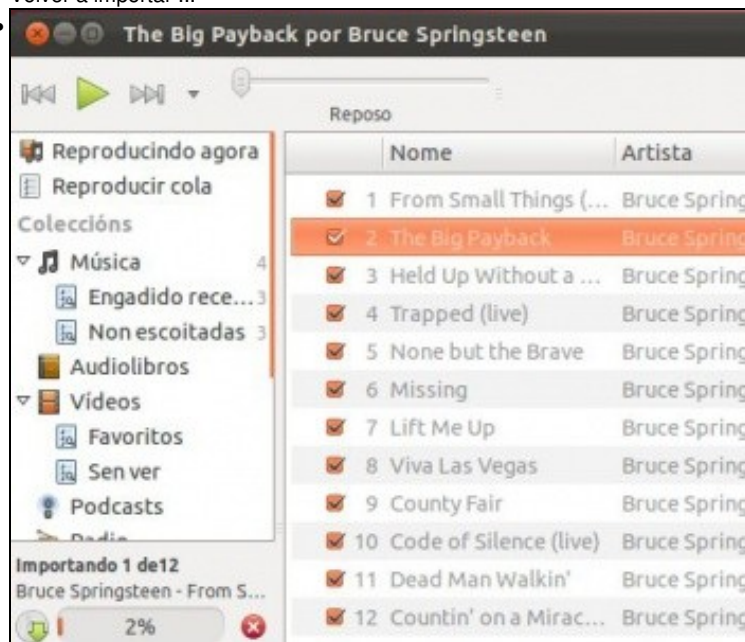 Volver a importar ...
The Big Payback por Bruce Springsteen
Reposo
Reproducindo agora
Reproducir cola
Coleccións
Música 4
Engadido rece... 3
Non escoitadas 3
Audiolibros
Vídeos
Favoritos
Sen ver
Podcasts
Radio
Importando 1 de12
Bruce Springsteen - From S...
2%
Nome Artista
1 From Small Things (... Bruce Spring
2 The Big Payback Bruce Spring
3 Held Up Without a ... Bruce Spring
4 Trapped (live) Bruce Spring
5 None but the Brave Bruce Spring
6 Missing Bruce Spring
7 Lift Me Up Bruce Spring
8 Viva Las Vegas Bruce Spring
9 County Fair Bruce Spring
10 Code of Silence (live) Bruce Spring
11 Dead Man Walkin' Bruce Spring
12 Countin' on a Mirac... Bruce Spring